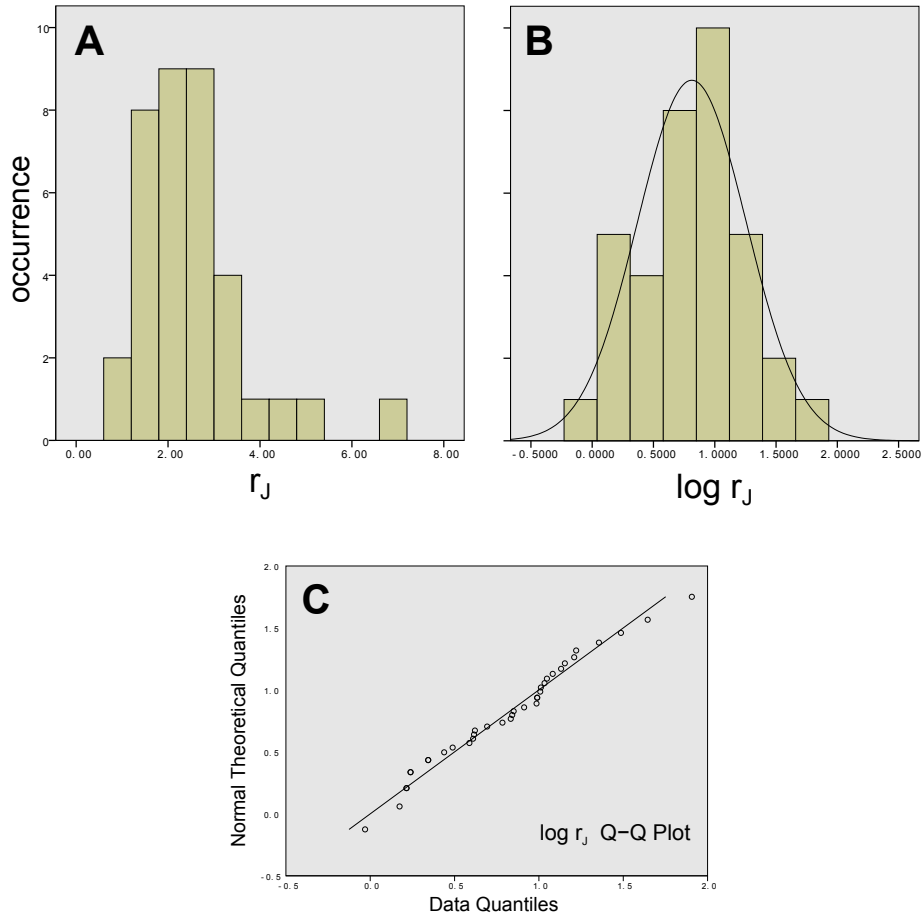 A
10
8
6
4
2
0
occurrence
0.00 2.00 4.00 6.00 8.00
r_J
B
-0.5000 0.0000 0.5000 1.0000 1.5000 2.0000 2.5000
log r_J
C
2.0
1.5
1.0
0.5
0.0
-0.5
Normal Theoretical Quantiles
log r_J Q-Q Plot
-0.5 0.0 0.5 1.0 1.5 2.0
Data Quantiles